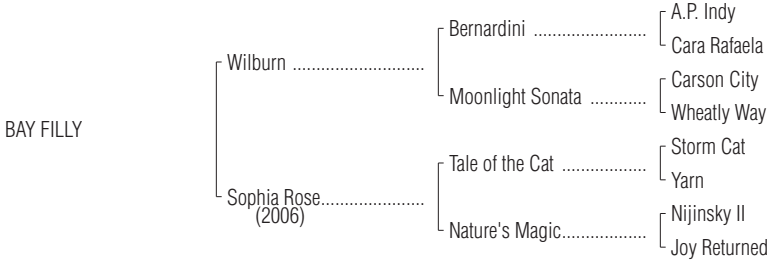 A.P. Indy
Bernardini ........................
Cara Rafaela
Wilburn ............................
Carson City
Moonlight Sonata ............
Wheatly Way
BAY FILLY
Storm Cat
Tale of the Cat ..................
Yarn
Sophia Rose......................
(2006)
Nijinsky II
Nature's Magic..................
Joy Returned